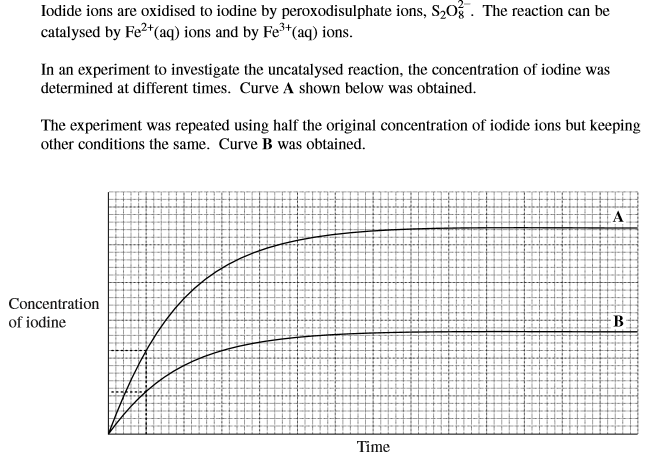 Iodide ions are oxidised to iodine by peroxodisulphate ions, S₂O₈²⁻. The reaction can be
catalysed by Fe²⁺(aq) ions and by Fe³⁺(aq) ions.
In an experiment to investigate the uncatalysed reaction, the concentration of iodine was
determined at different times. Curve A shown below was obtained.
The experiment was repeated using half the original concentration of iodide ions but keeping
other conditions the same. Curve B was obtained.
A
Concentration
of iodine
B
Time